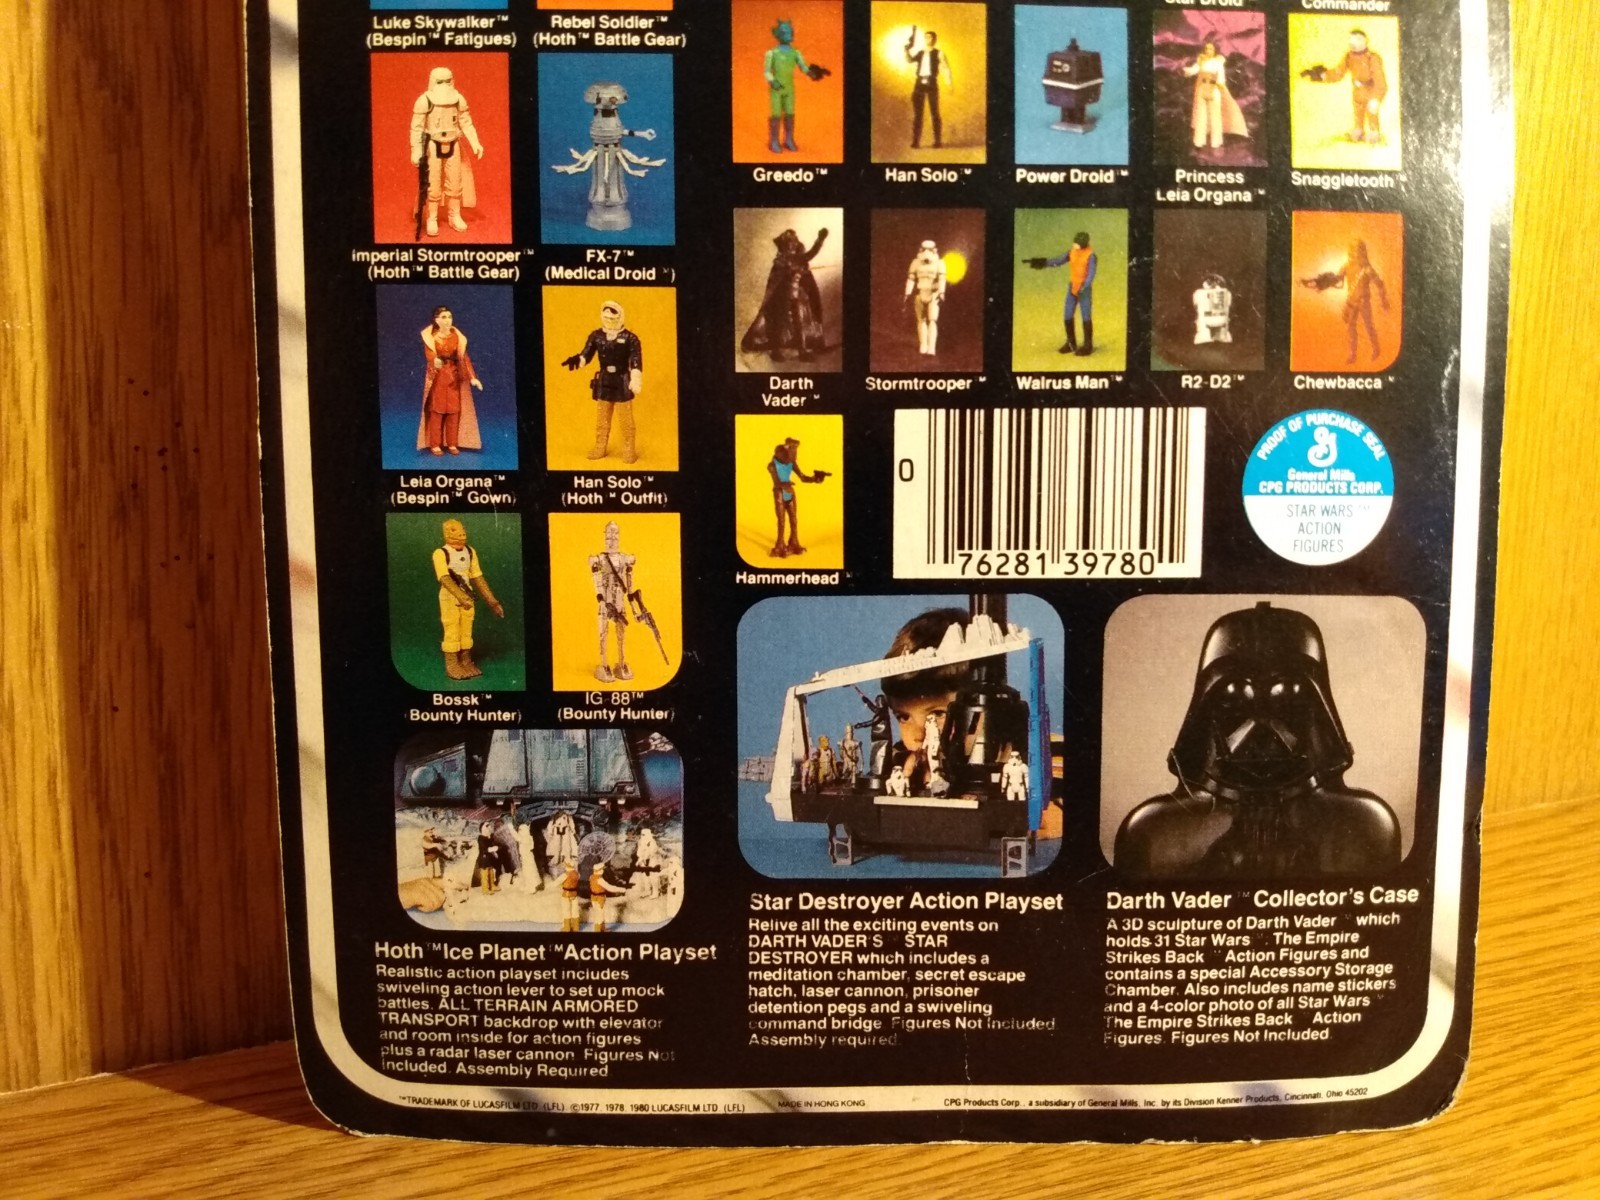 Luke Skywalker™
(Bespin™ Fatigues)
Rebel Soldier™
(Hoth™ Battle Gear)
Imperial Stormtrooper™
(Hoth™ Battle Gear)
FX-7™
(Medical Droid™)
Leia Organa™
(Bespin™ Gown)
Han Solo™
(Hoth™ Outfit)
Bossk™
(Bounty Hunter)
IG-88™
(Bounty Hunter)
Star Droid™
Commander
Greedo™
Han Solo™
Power Droid™
Princess
Leia Organa™
Snaggletooth™
Darth
Vader™
Stormtrooper™
Walrus Man™
R2-D2™
Chewbacca™
Hammerhead™
0 76281 39780
PROOF OF PURCHASE SEAL
G
General Mills
CPG PRODUCTS CORP.
STAR WARS™
ACTION
FIGURES
Hoth™ Ice Planet™ Action Playset
Realistic action playset includes
swiveling action lever to set up mock
battles. ALL TERRAIN ARMORED
TRANSPORT backdrop with elevator
and room inside for action figures
plus a radar laser cannon. Figures Not
Included. Assembly Required
Star Destroyer Action Playset
Relive all the exciting events on
DARTH VADER'S™ STAR
DESTROYER which includes a
meditation chamber, secret escape
hatch, laser cannon, prisoner
detention pegs and a swiveling
command bridge. Figures Not Included.
Assembly required.
Darth Vader™ Collector's Case
A 3D sculpture of Darth Vader™ which
holds 31 Star Wars™. The Empire
Strikes Back™ Action Figures and
contains a special Accessory Storage
Chamber. Also includes name stickers
and a 4-color photo of all Star Wars™
The Empire Strikes Back™ Action
Figures. Figures Not Included.
™TRADEMARK OF LUCASFILM LTD. (LFL) ©1977, 1978, 1980 LUCASFILM LTD. (LFL)
MADE IN HONG KONG
CPG Products Corp., a subsidiary of General Mills, Inc. by its Division Kenner Products, Cincinnati, Ohio 45202